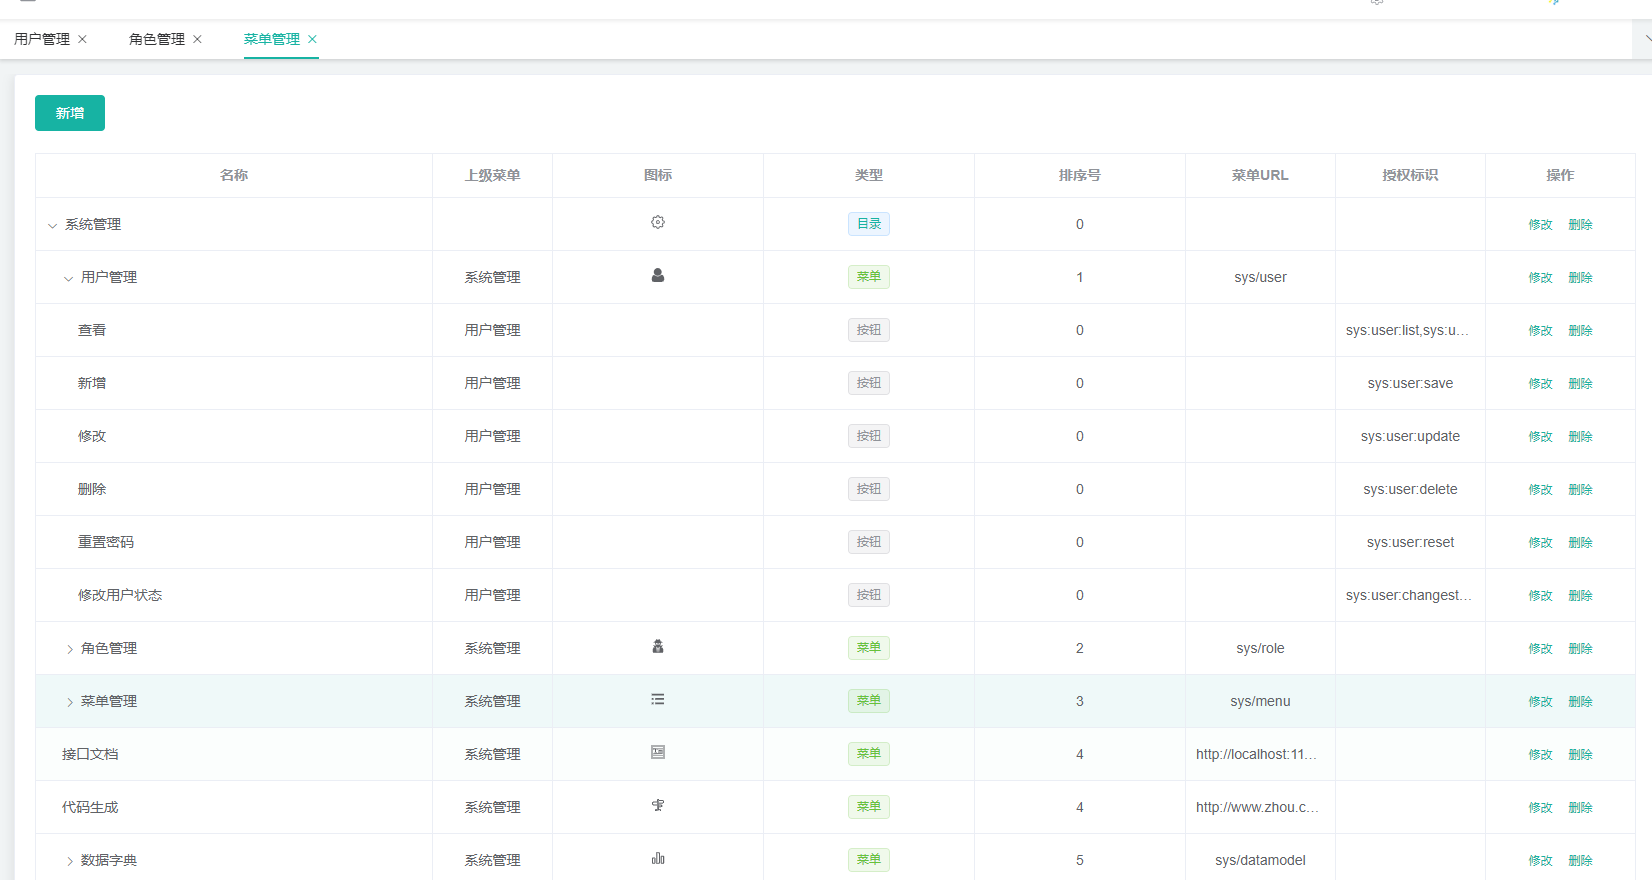 用户管理 × 角色管理 × 菜单管理 ×
新增
名称 上级菜单 图标 类型 排序号 菜单URL 授权标识 操作
系统管理 目录 0 修改 删除
用户管理 系统管理 菜单 1 sys/user 修改 删除
查看 用户管理 按钮 0 sys:user:list,sys:u... 修改 删除
新增 用户管理 按钮 0 sys:user:save 修改 删除
修改 用户管理 按钮 0 sys:user:update 修改 删除
删除 用户管理 按钮 0 sys:user:delete 修改 删除
重置密码 用户管理 按钮 0 sys:user:reset 修改 删除
修改用户状态 用户管理 按钮 0 sys:user:changest... 修改 删除
角色管理 系统管理 菜单 2 sys/role 修改 删除
菜单管理 系统管理 菜单 3 sys/menu 修改 删除
接口文档 系统管理 菜单 4 http://localhost:11... 修改 删除
代码生成 系统管理 菜单 4 http://www.zhou.c... 修改 删除
数据字典 系统管理 菜单 5 sys/datamodel 修改 删除